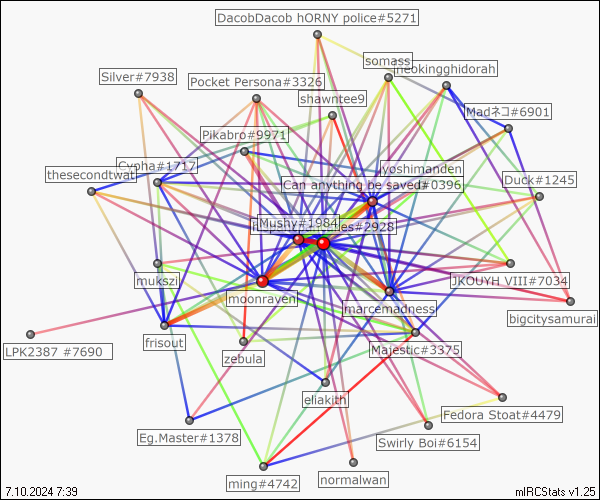 DacobDacob hORNY police#5271
somass
neokingghidorah
Silver#7938
Pocket Persona#3326
shawntee9
Madネコ#6901
Pikabro#9971
Cypha#1717
yoshimanden
thesecondtwat
Can anything be saved#0396
Duck#1245
Mushy#1984
les#2928
mukszil
JKOUYH VIII#7034
moonraven
marcemadness
bigcitysamurai
frisout
LPK2387 #7690
zebula
Majestic#3375
eliakith
Fedora Stoat#4479
Eg.Master#1378
Swirly Boi#6154
ming#4742
normalwan
7.10.2024 7:39
mIRCStats v1.25